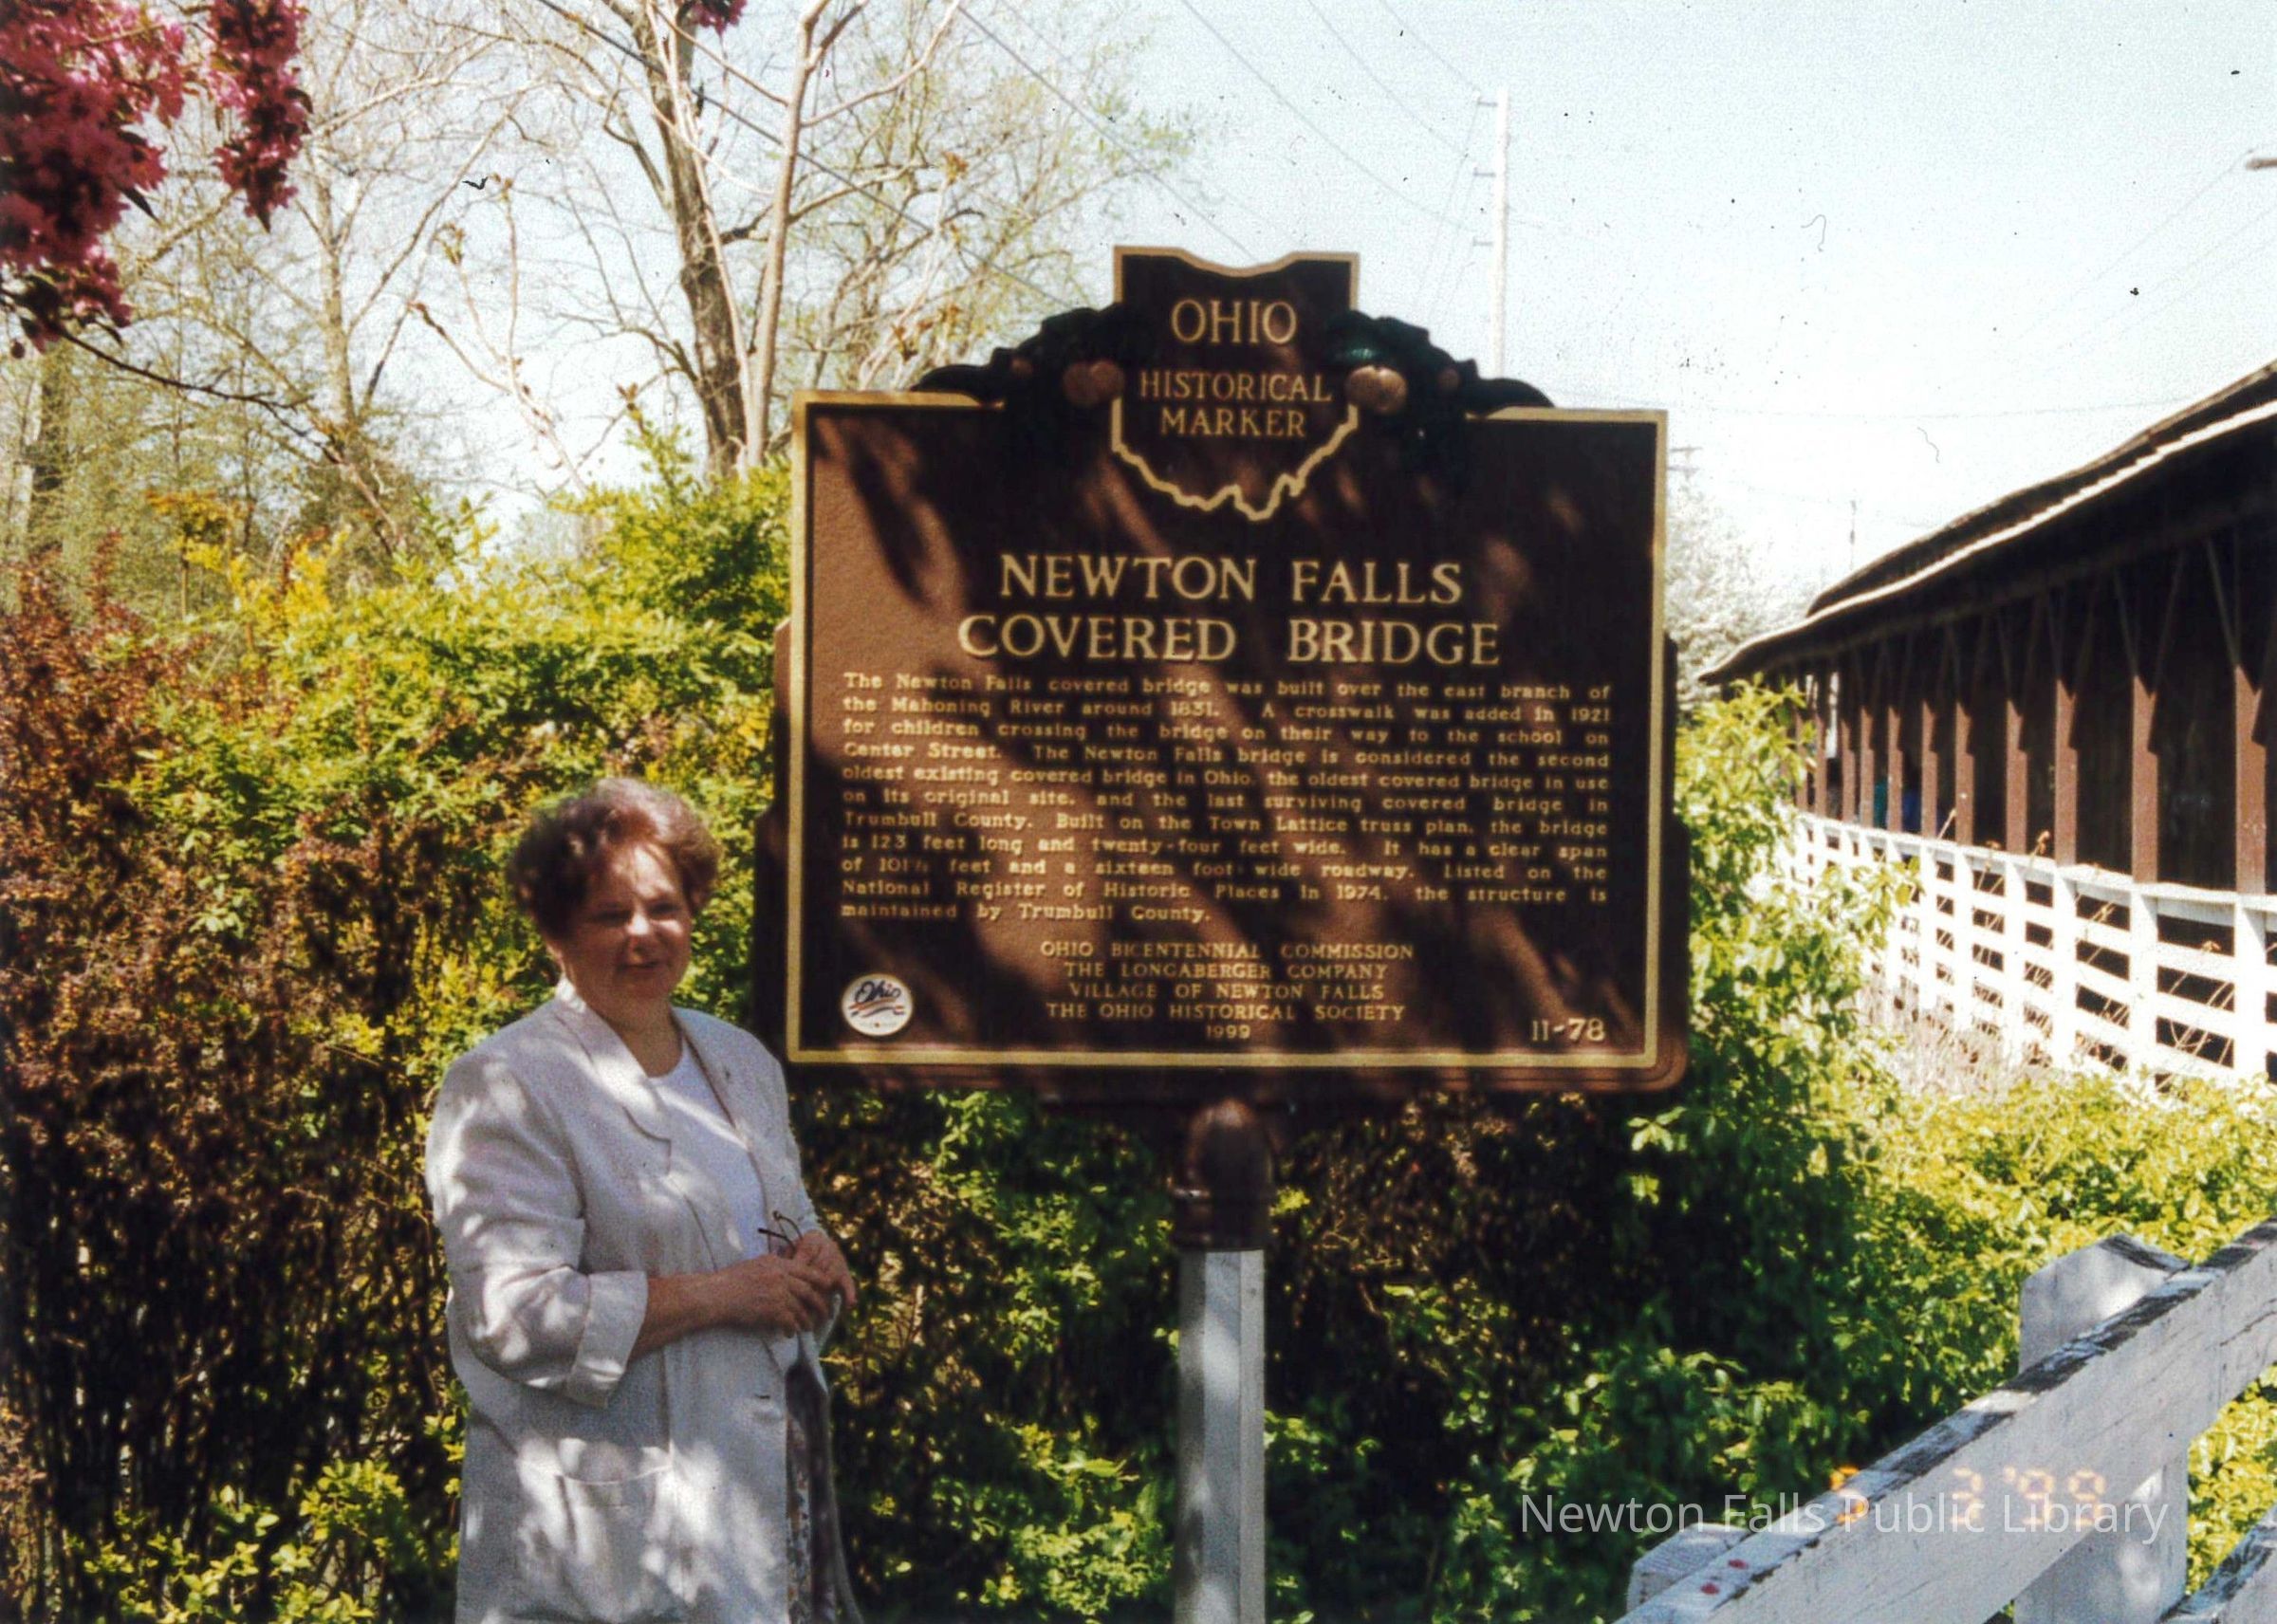 OHIO
HISTORICAL
MARKER
NEWTON FALLS
COVERED BRIDGE
The Newton Falls covered bridge was built over the east branch of
the Mahoning River around 1831. A crosswalk was added in 1921
for children crossing the bridge on their way to the school on
Center Street. The Newton Falls bridge is considered the second
oldest existing covered bridge in Ohio, the oldest covered bridge in use
on its original site, and the last surviving covered bridge in
Trumbull County. Built on the Town Lattice truss plan, the bridge
is 123 feet long and twenty-four feet wide. It has a clear span
of 101½ feet and a sixteen foot wide roadway. Listed on the
National Register of Historic Places in 1974, the structure is
maintained by Trumbull County.
OHIO BICENTENNIAL COMMISSION
THE LONGABERGER COMPANY
VILLAGE OF NEWTON FALLS
THE OHIO HISTORICAL SOCIETY
1999
11-78
Ohio
Newton Falls Public Library